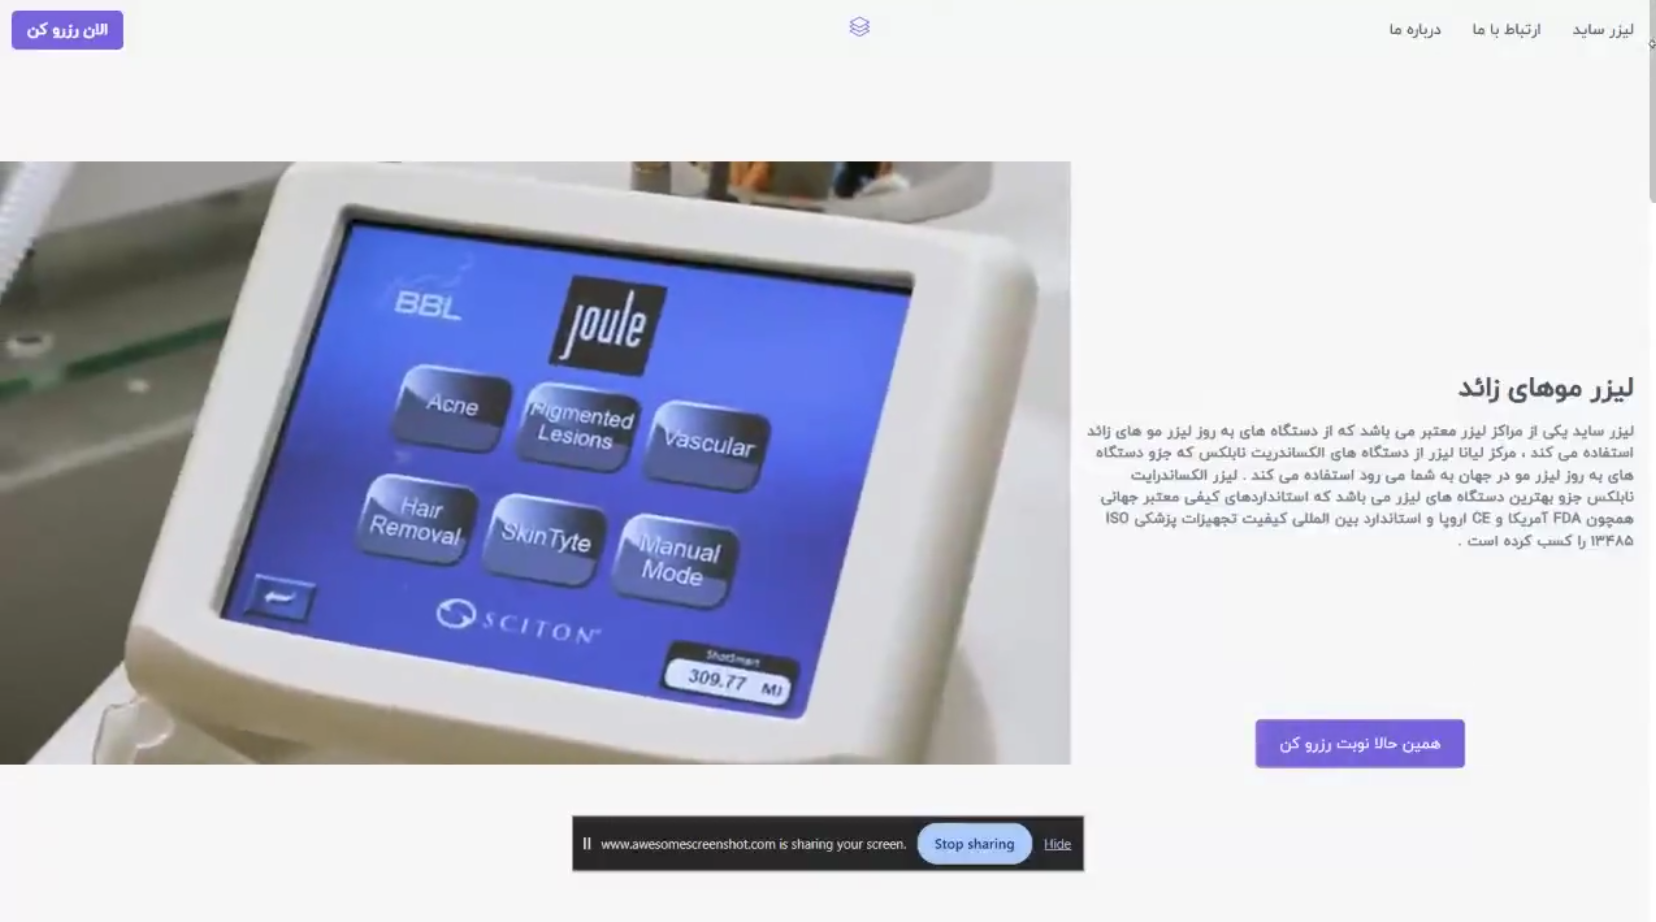 لیزر ساید
ارتباط با ما
درباره ما
الان رزرو کن
لیزر موهای زائد
لیزر ساید یکی از مراکز لیزر معتبر می باشد که از دستگاه های به روز لیزر مو های زائد
استفاده می کند ، مرکز لیانا لیزر از دستگاه های الکساندریت نابلکس که جزو دستگاه
های به روز لیزر مو در جهان به شما می رود استفاده می کند . لیزر الکساندرایت
نابلکس جزو بهترین دستگاه های لیزر می باشد که استانداردهای کیفی معتبر جهانی
همچون FDA آمریکا و CE اروپا و استاندارد بین المللی کیفیت تجهیزات پزشکی ISO
۱۳۴۸۵ را کسب کرده است .
همین حالا نوبت رزرو کن
BBL
joule
Acne
Pigmented
Lesions
Vascular
Hair
Removal
SkinTyte
Manual
Mode
SCITON
ShotSmart
309.77 MJ
www.awesomescreenshot.com is sharing your screen.
Stop sharing
Hide